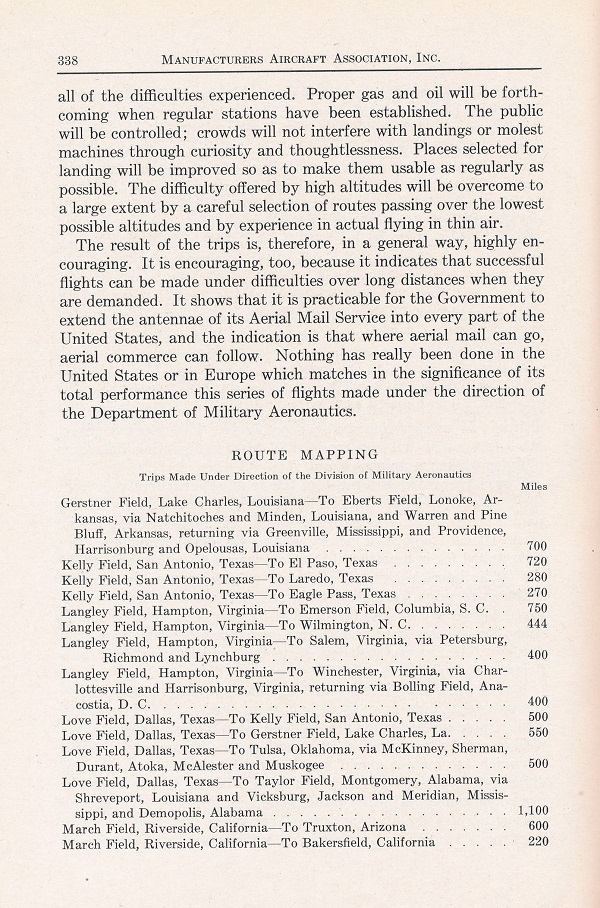 338 MANUFACTURERS AIRCRAFT ASSOCIATION, INC.
all of the difficulties experienced. Proper gas and oil will be forth-
coming when regular stations have been established. The public
will be controlled; crowds will not interfere with landings or molest
machines through curiosity and thoughtlessness. Places selected for
landing will be improved so as to make them usable as regularly as
possible. The difficulty offered by high altitudes will be overcome to
a large extent by a careful selection of routes passing over the lowest
possible altitudes and by experience in actual flying in thin air.
The result of the trips is, therefore, in a general way, highly en-
couraging. It is encouraging, too, because it indicates that successful
flights can be made under difficulties over long distances when they
are demanded. It shows that it is practicable for the Government to
extend the antennae of its Aerial Mail Service into every part of the
United States, and the indication is that where aerial mail can go,
aerial commerce can follow. Nothing has really been done in the
United States or in Europe which matches in the significance of its
total performance this series of flights made under the direction of
the Department of Military Aeronautics.
ROUTE MAPPING
Trips Made Under Direction of the Division of Military Aeronautics
Miles
Gerstner Field, Lake Charles, Louisiana—To Eberts Field, Lonoke, Ar-
kansas, via Natchitoches and Minden, Louisiana, and Warren and Pine
Bluff, Arkansas, returning via Greenville, Mississippi, and Providence,
Harrisonburg and Opelousas, Louisiana . . . . . . . . . . . . . . 700
Kelly Field, San Antonio, Texas—To El Paso, Texas . . . . . . . . . 720
Kelly Field, San Antonio, Texas—To Laredo, Texas . . . . . . . . . 280
Kelly Field, San Antonio, Texas—To Eagle Pass, Texas . . . . . . . . 270
Langley Field, Hampton, Virginia—To Emerson Field, Columbia, S. C. . 750
Langley Field, Hampton, Virginia—To Wilmington, N. C. . . . . . . . 444
Langley Field, Hampton, Virginia—To Salem, Virginia, via Petersburg,
Richmond and Lynchburg . . . . . . . . . . . . . . . . . . 400
Langley Field, Hampton, Virginia—To Winchester, Virginia, via Char-
lottesville and Harrisonburg, Virginia, returning via Bolling Field, Ana-
costia, D. C. . . . . . . . . . . . . . . . . . . . . . . . . . . 400
Love Field, Dallas, Texas—To Kelly Field, San Antonio, Texas . . . . . 500
Love Field, Dallas, Texas—To Gerstner Field, Lake Charles, La. . . . . 550
Love Field, Dallas, Texas—To Tulsa, Oklahoma, via McKinney, Sherman,
Durant, Atoka, McAlester and Muskogee . . . . . . . . . . . . . 500
Love Field, Dallas, Texas—To Taylor Field, Montgomery, Alabama, via
Shreveport, Louisiana and Vicksburg, Jackson and Meridian, Missis-
sippi, and Demopolis, Alabama . . . . . . . . . . . . . . . . . . 1,100
March Field, Riverside, California—To Truxton, Arizona . . . . . . . 600
March Field, Riverside, California—To Bakersfield, California . . . . . 220